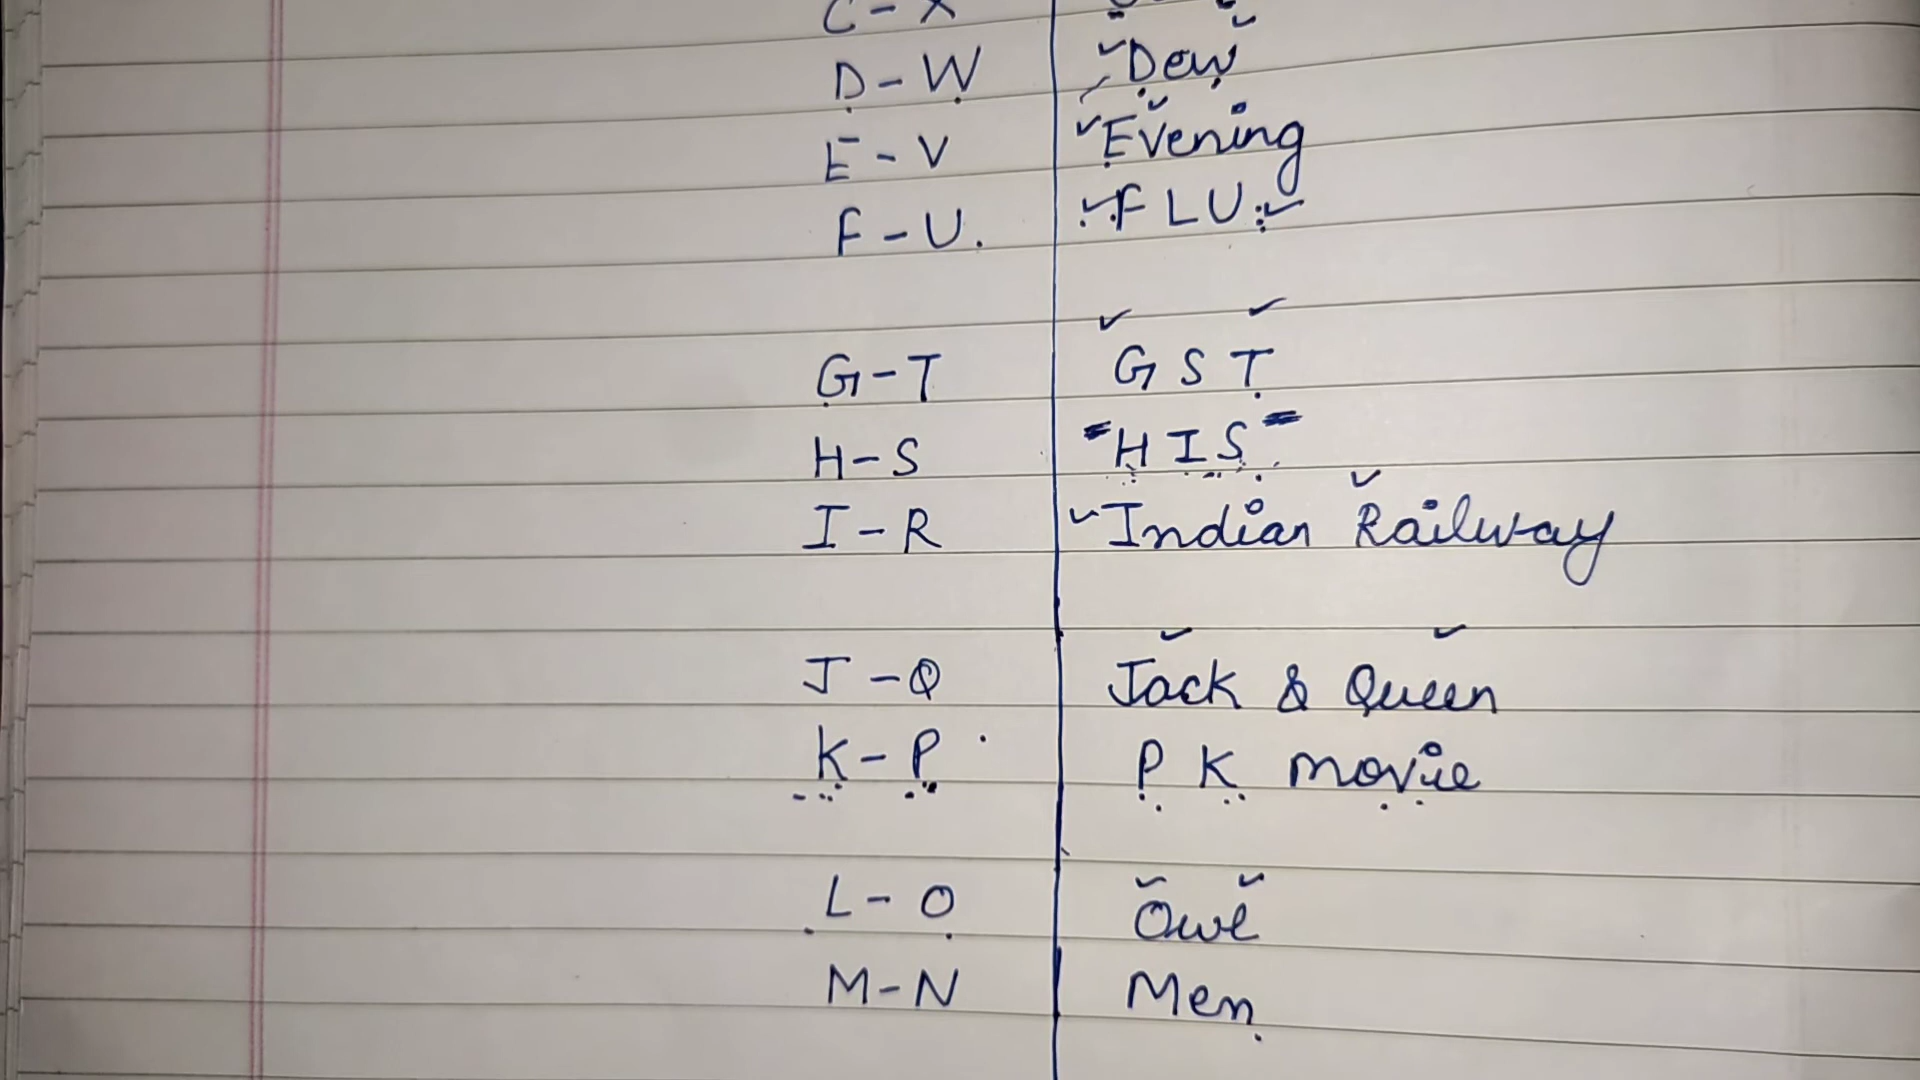 C - X
D - W Dew
E - V Evening
F - U. FLU
G - T GST
H - S HIS
I - R Indian Railway
J - Q Jack & Queen
K - P PK movie
L - O Owl
M - N Men